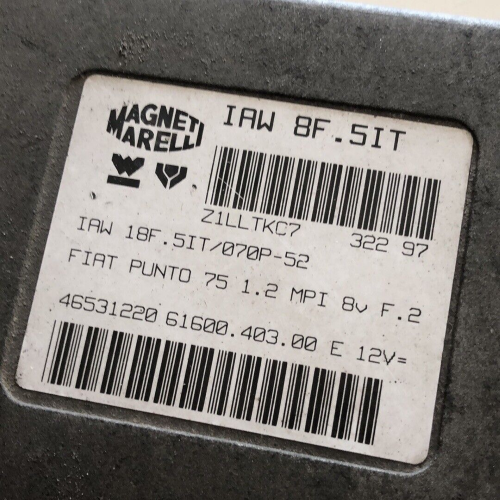 MAGNETI
MARELLI
IAW 8F.5IT
Z1LLTKC7 322 97
IAW 18F.5IT/070P-52
FIAT PUNTO 75 1.2 MPI 8v F.2
46531220 61600.403.00 E 12V=